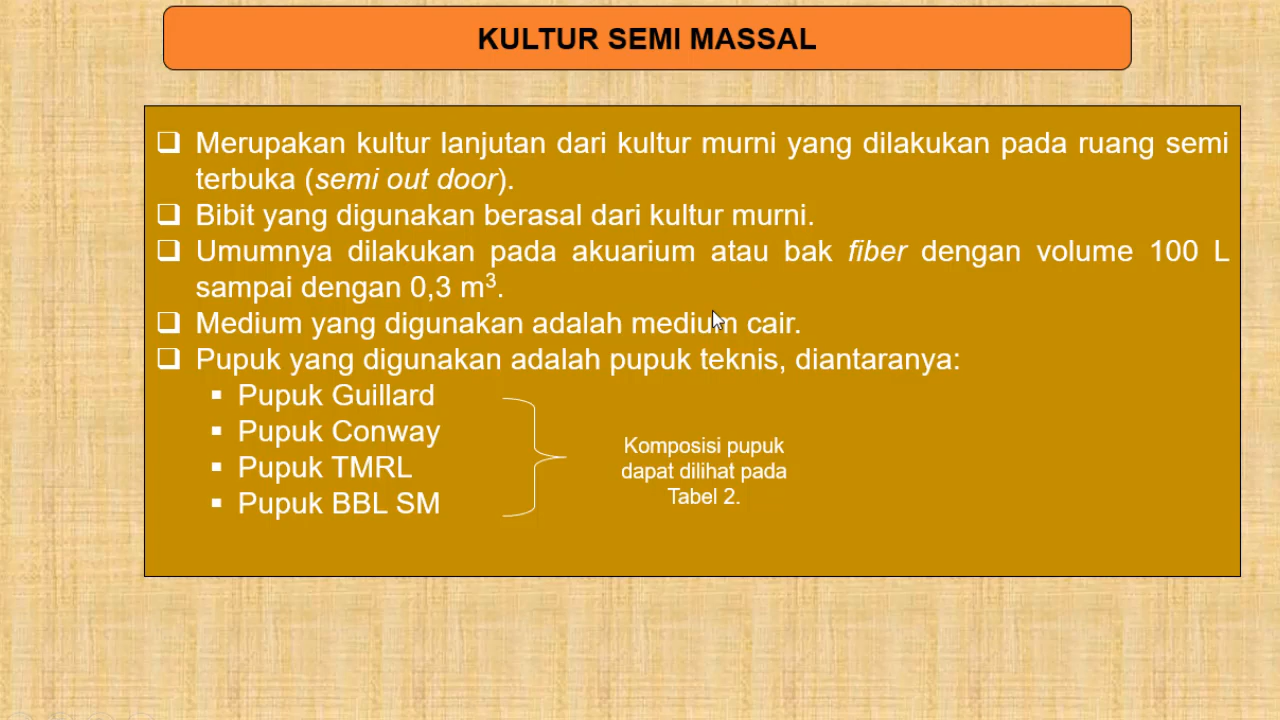 KULTUR SEMI MASSAL
❑ Merupakan kultur lanjutan dari kultur murni yang dilakukan pada ruang semi
terbuka (semi out door).
❑ Bibit yang digunakan berasal dari kultur murni.
❑ Umumnya dilakukan pada akuarium atau bak fiber dengan volume 100 L
sampai dengan 0,3 m³.
❑ Medium yang digunakan adalah medium cair.
❑ Pupuk yang digunakan adalah pupuk teknis, diantaranya:
▪ Pupuk Guillard
▪ Pupuk Conway
▪ Pupuk TMRL
▪ Pupuk BBL SM
Komposisi pupuk
dapat dilihat pada
Tabel 2.